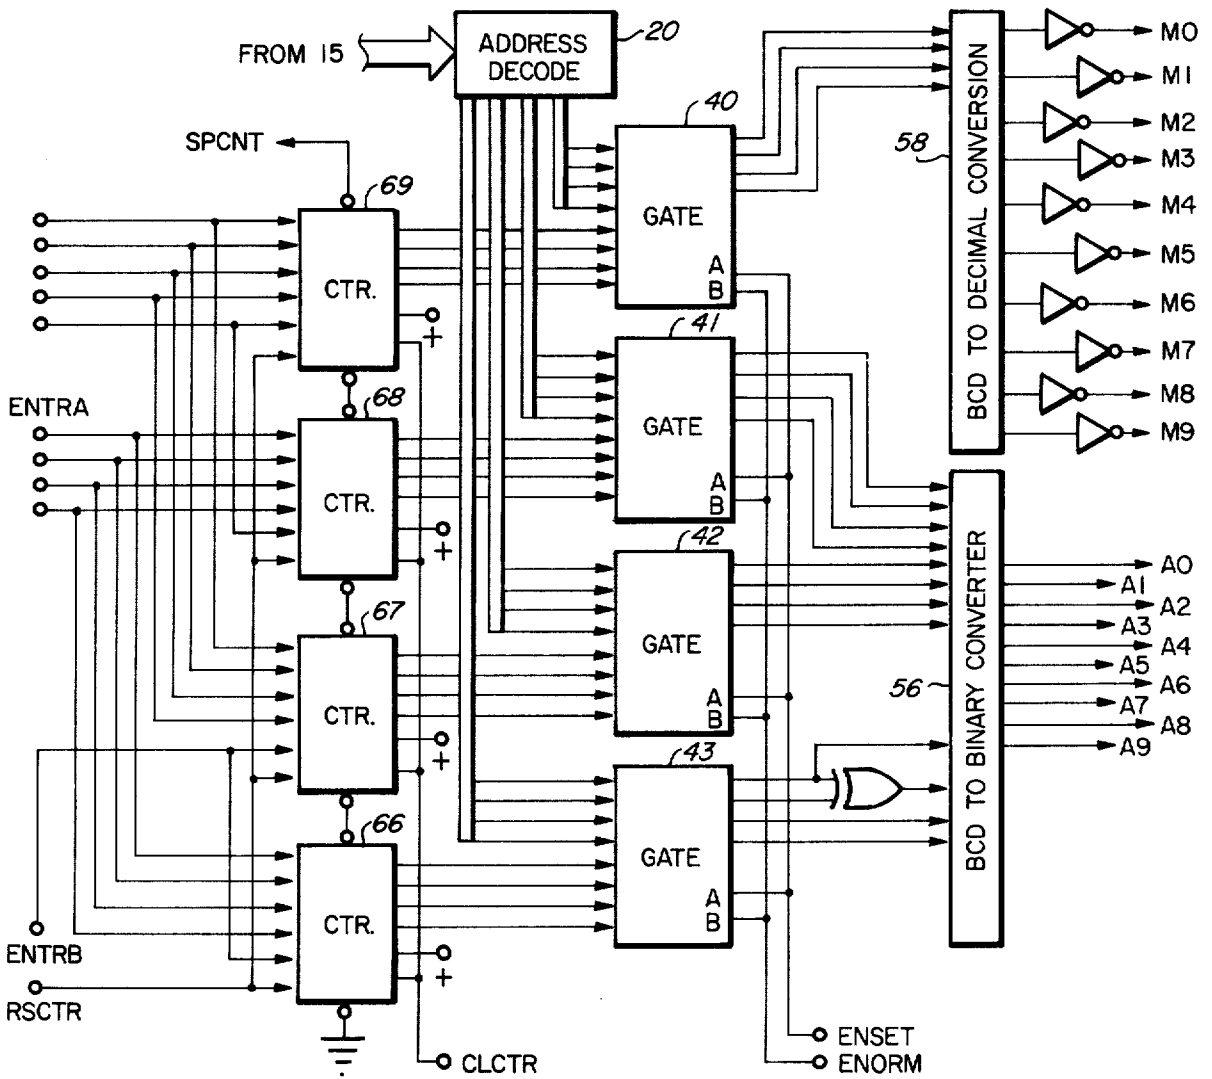 FROM 15
ADDRESS
DECODE
20
SPCNT
69
CTR.
+
ENTRA
68
CTR.
+
67
CTR.
+
66
CTR.
+
ENTRB
RSCTR
CLCTR
40
GATE
A
B
41
GATE
A
B
42
GATE
A
B
43
GATE
A
B
ENSET
ENORM
58
BCD TO DECIMAL CONVERSION
M0
M1
M2
M3
M4
M5
M6
M7
M8
M9
56
BCD TO BINARY CONVERTER
A0
A1
A2
A3
A4
A5
A6
A7
A8
A9